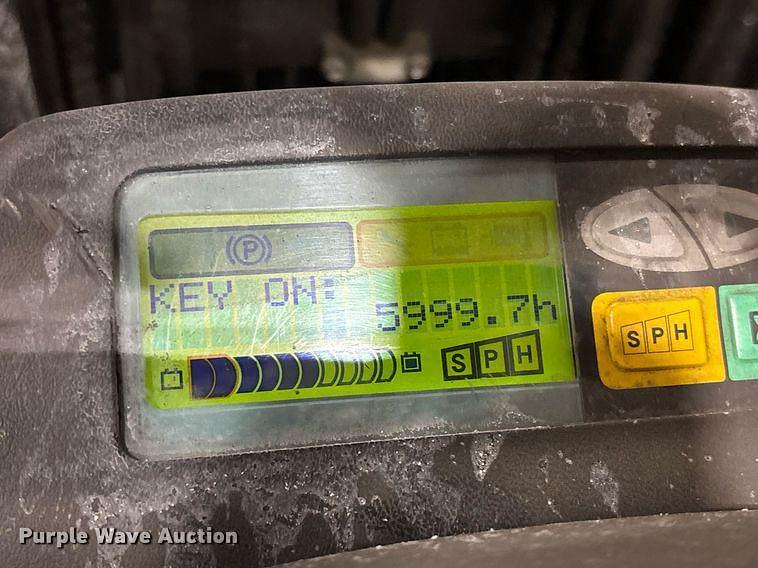 (P)
KEY ON:
5999.7h
SPH
SPH
Purple Wave Auction